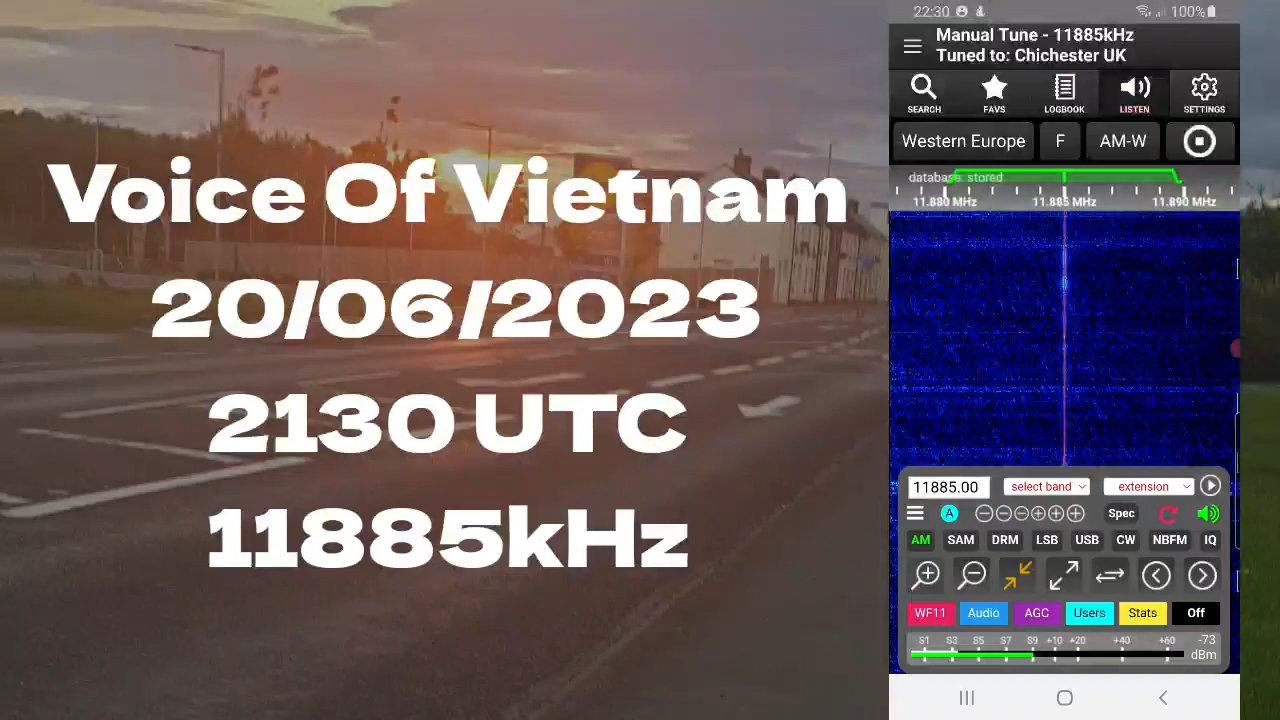 Voice Of Vietnam
20/06/2023
2130 UTC
11885kHz
22:30
100%
Manual Tune - 11885kHz
Tuned to: Chichester UK
SEARCH FAVS LOGBOOK LISTEN SETTINGS
Western Europe F AM-W
database: stored
11.880 MHz 11.885 MHz 11.890 MHz
11885.00 select band extension
A Spec
AM SAM DRM LSB USB CW NBFM IQ
WF11 Audio AGC Users Stats Off
S1 S3 S5 S7 S9 +10 +20 +40 +60 -73
dBm